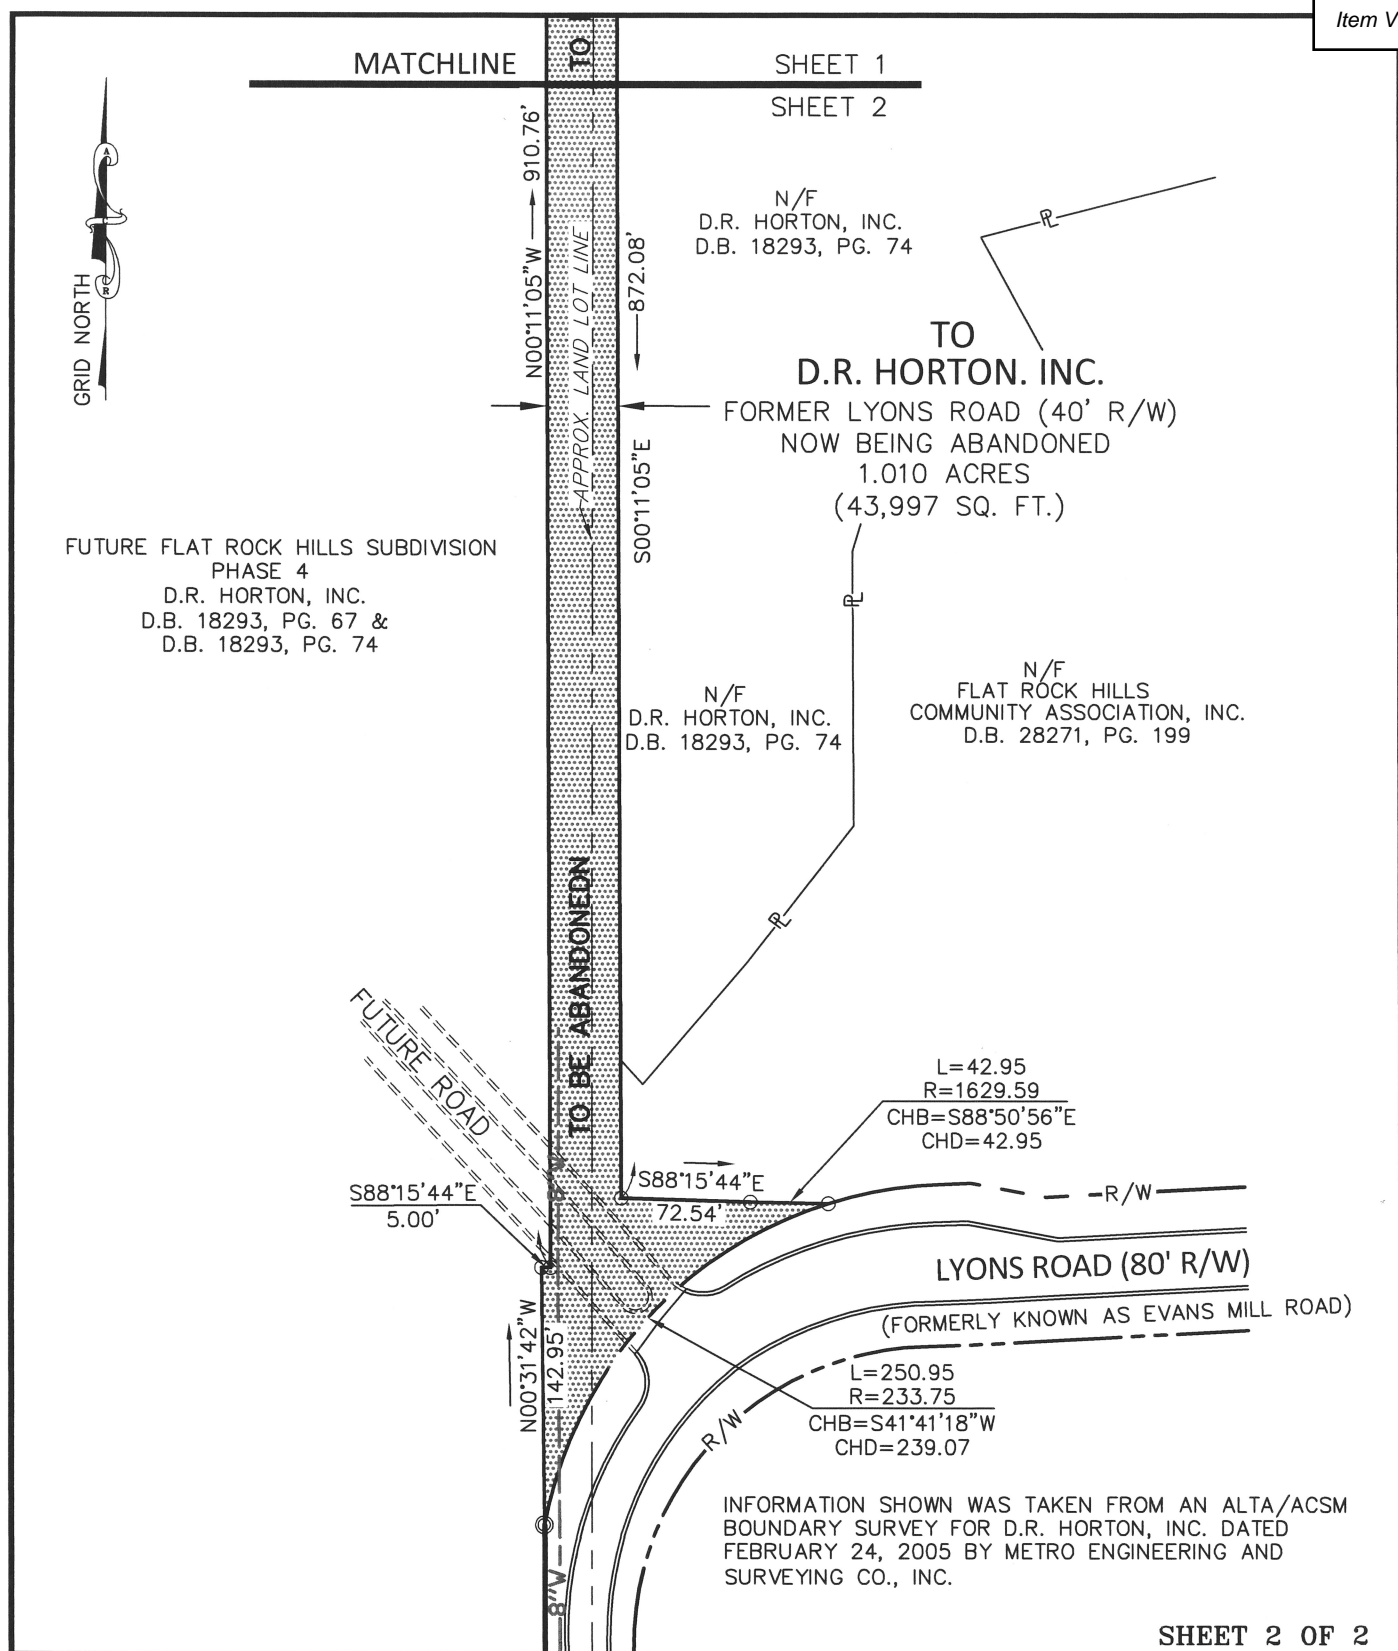 Item V
MATCHLINE
TO
SHEET 1
SHEET 2
A
R
GRID NORTH
N00°11'05"W
910.76'
APPROX. LAND LOT LINE
872.08'
S00°11'05"E
N/F
D.R. HORTON, INC.
D.B. 18293, PG. 74
PL
TO
D.R. HORTON. INC.
FORMER LYONS ROAD (40' R/W)
NOW BEING ABANDONED
1.010 ACRES
(43,997 SQ. FT.)
FUTURE FLAT ROCK HILLS SUBDIVISION
PHASE 4
D.R. HORTON, INC.
D.B. 18293, PG. 67 &
D.B. 18293, PG. 74
PL
N/F
D.R. HORTON, INC.
D.B. 18293, PG. 74
N/F
FLAT ROCK HILLS
COMMUNITY ASSOCIATION, INC.
D.B. 28271, PG. 199
PL
TO BE ABANDONEDN
FUTURE ROAD
8"W
L=42.95
R=1629.59
CHB=S88°50'56"E
CHD=42.95
S88°15'44"E
72.54'
S88°15'44"E
5.00'
R/W
LYONS ROAD (80' R/W)
(FORMERLY KNOWN AS EVANS MILL ROAD)
N00°31'42"W
142.95'
L=250.95
R=233.75
CHB=S41°41'18"W
CHD=239.07
R/W
8"W
INFORMATION SHOWN WAS TAKEN FROM AN ALTA/ACSM
BOUNDARY SURVEY FOR D.R. HORTON, INC. DATED
FEBRUARY 24, 2005 BY METRO ENGINEERING AND
SURVEYING CO., INC.
SHEET 2 OF 2